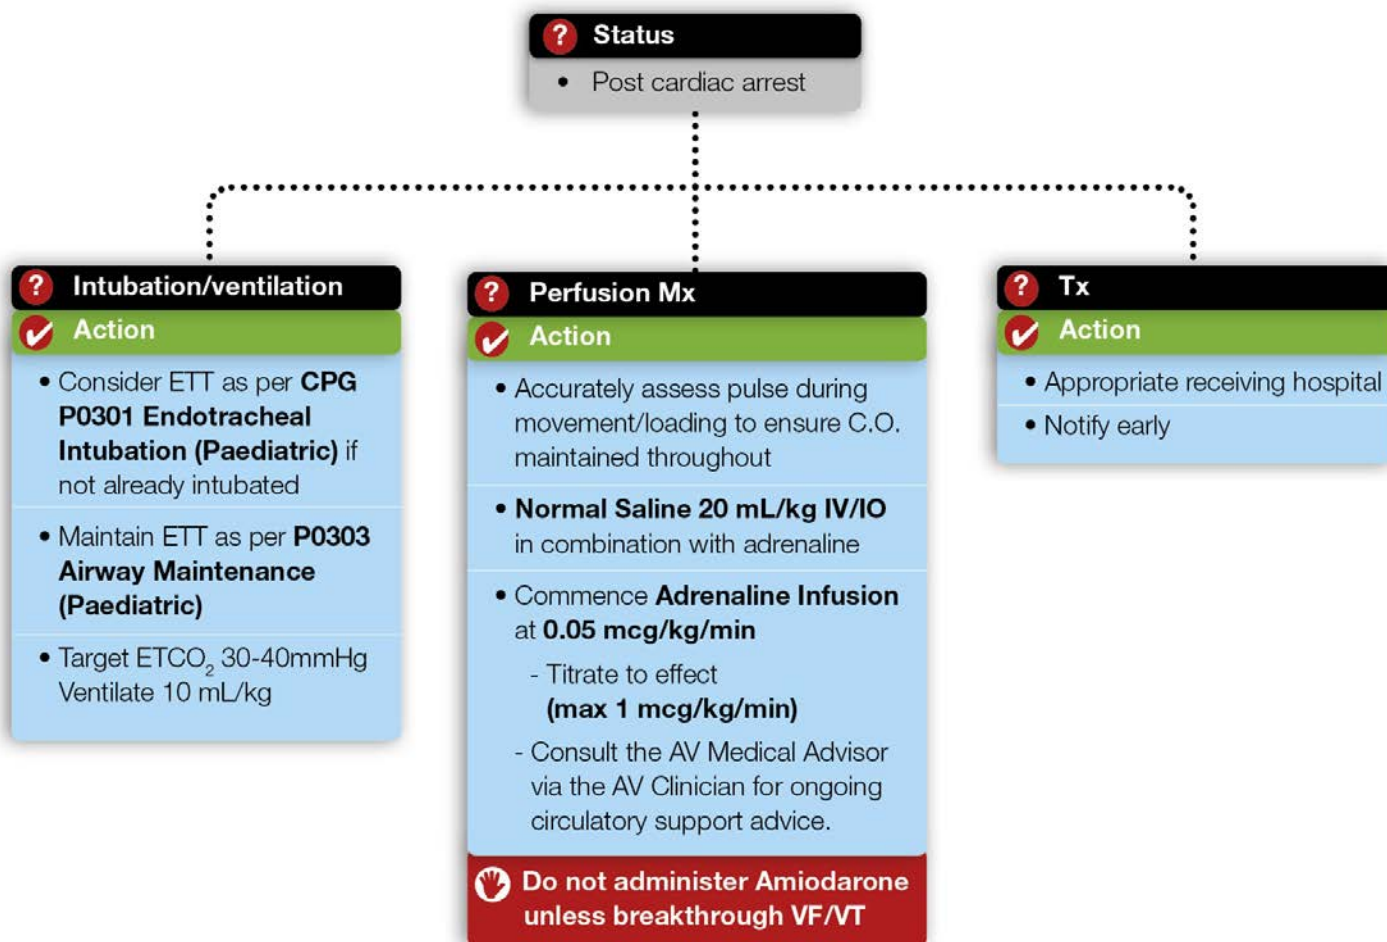 ? Status
• Post cardiac arrest
? Intubation/ventilation
Action
• Consider ETT as per CPG
P0301 Endotracheal
Intubation (Paediatric) if
not already intubated
• Maintain ETT as per P0303
Airway Maintenance
(Paediatric)
• Target ETCO₂ 30-40mmHg
Ventilate 10 mL/kg
? Perfusion Mx
Action
• Accurately assess pulse during
movement/loading to ensure C.O.
maintained throughout
• Normal Saline 20 mL/kg IV/IO
in combination with adrenaline
• Commence Adrenaline Infusion
at 0.05 mcg/kg/min
- Titrate to effect
(max 1 mcg/kg/min)
- Consult the AV Medical Advisor
via the AV Clinician for ongoing
circulatory support advice.
Do not administer Amiodarone
unless breakthrough VF/VT
? Tx
Action
• Appropriate receiving hospital
• Notify early